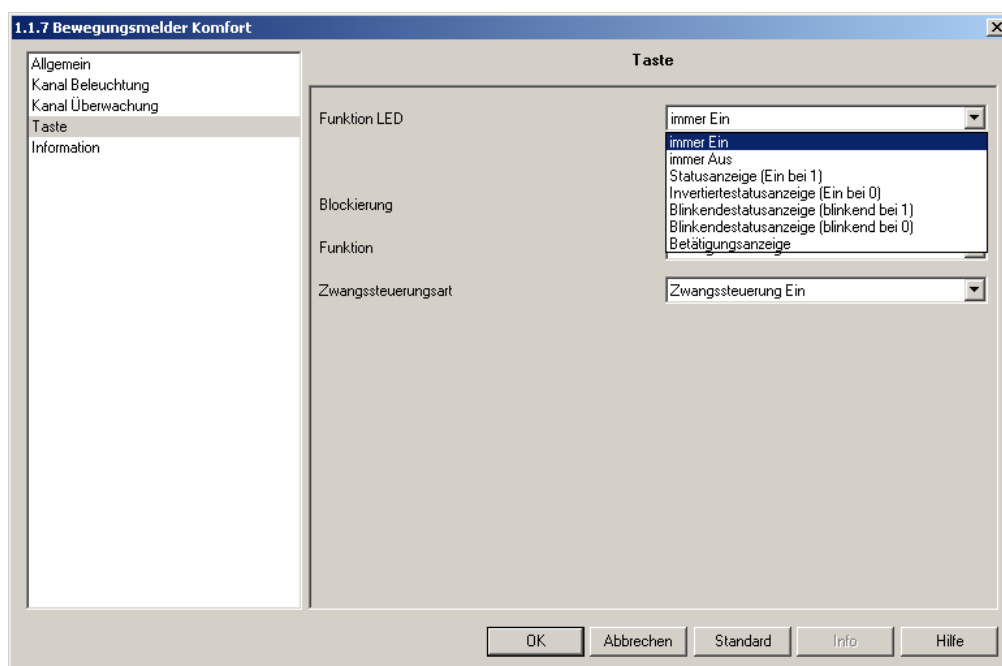 1.1.7 Bewegungsmelder Komfort
Allgemein
Kanal Beleuchtung
Kanal Überwachung
Taste
Information
Taste
Funktion LED
immer Ein
immer Ein
immer Aus
Statusanzeige (Ein bei 1)
Invertiertestatusanzeige (Ein bei 0)
Blinkendestatusanzeige (blinkend bei 1)
Blinkendestatusanzeige (blinkend bei 0)
Betätigungsanzeige
Blockierung
Funktion
Zwangssteuerungsart
Zwangssteuerung Ein
OK
Abbrechen
Standard
Info
Hilfe